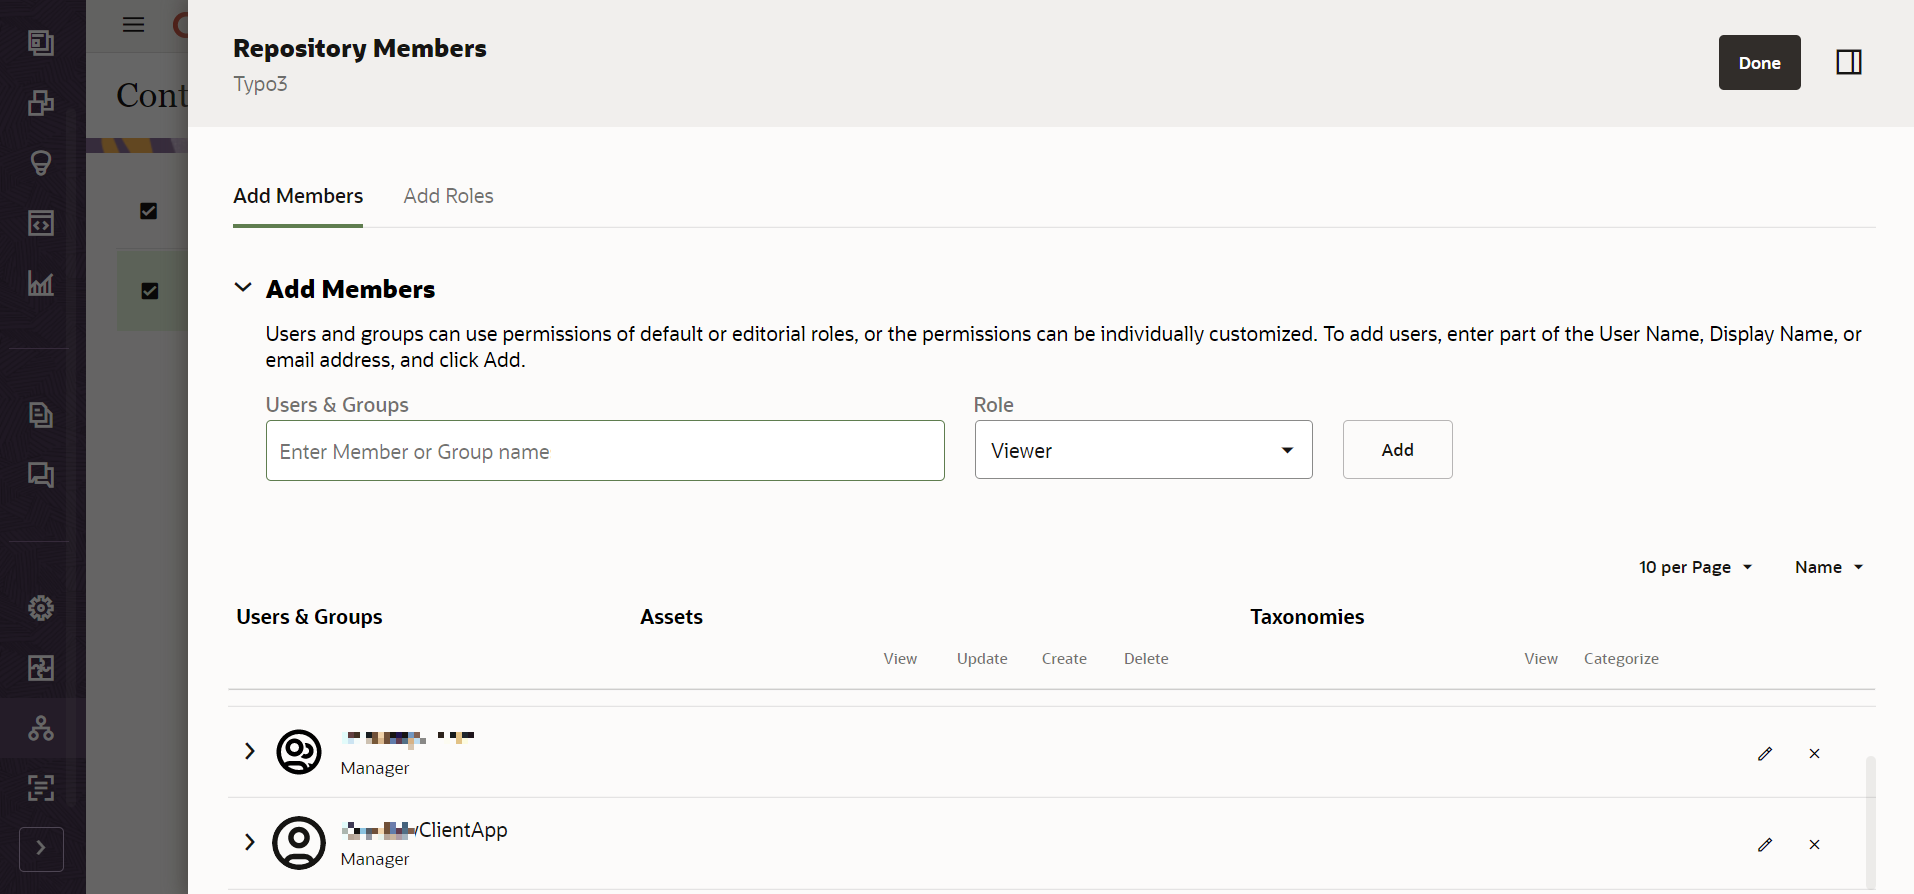 Cont
Repository Members
Typo3
Done
Add Members
Add Roles
Add Members
Users and groups can use permissions of default or editorial roles, or the permissions can be individually customized. To add users, enter part of the User Name, Display Name, or
email address, and click Add.
Users & Groups
Role
Enter Member or Group name
Viewer
Add
10 per Page
Name
Users & Groups
Assets
Taxonomies
View
Update
Create
Delete
View
Categorize
Manager
ClientApp
Manager